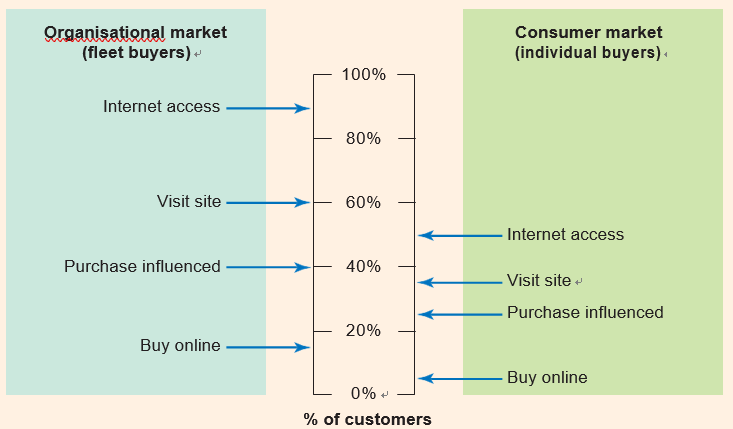 Organisational market
(fleet buyers)
Internet access
Visit site
Purchase influenced
Buy online
100%
80%
60%
40%
20%
0%
% of customers
Consumer market
(individual buyers)
Internet access
Visit site
Purchase influenced
Buy online